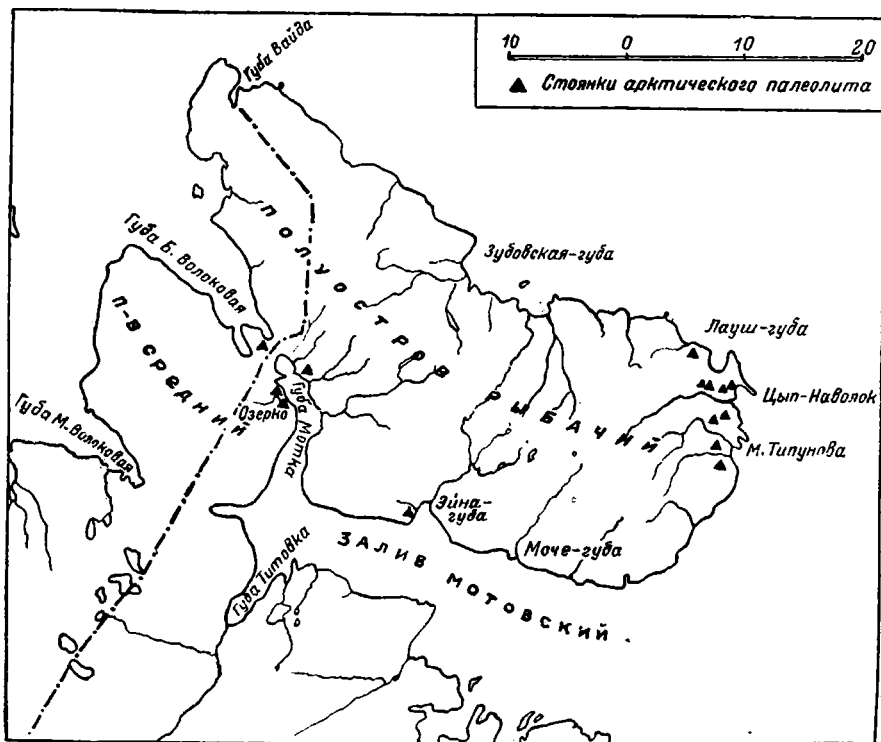 10 0 10 20
▲ Стоянки арктического палеолита
Губа Вайда
ПОЛУОСТРОВ
Губа Б. Волоковая
Зубовская-губа
П-В СРЕДНИЙ
Лауш-губа
Цып-Наволок
Озерко
Губа Мотка
РЫБАЧИЙ
Губа М. Волоковая
М. Типунова
Эйна-
губа
ЗАЛИВ МОТОВСКИЙ
Моче-губа
Губа Титовка